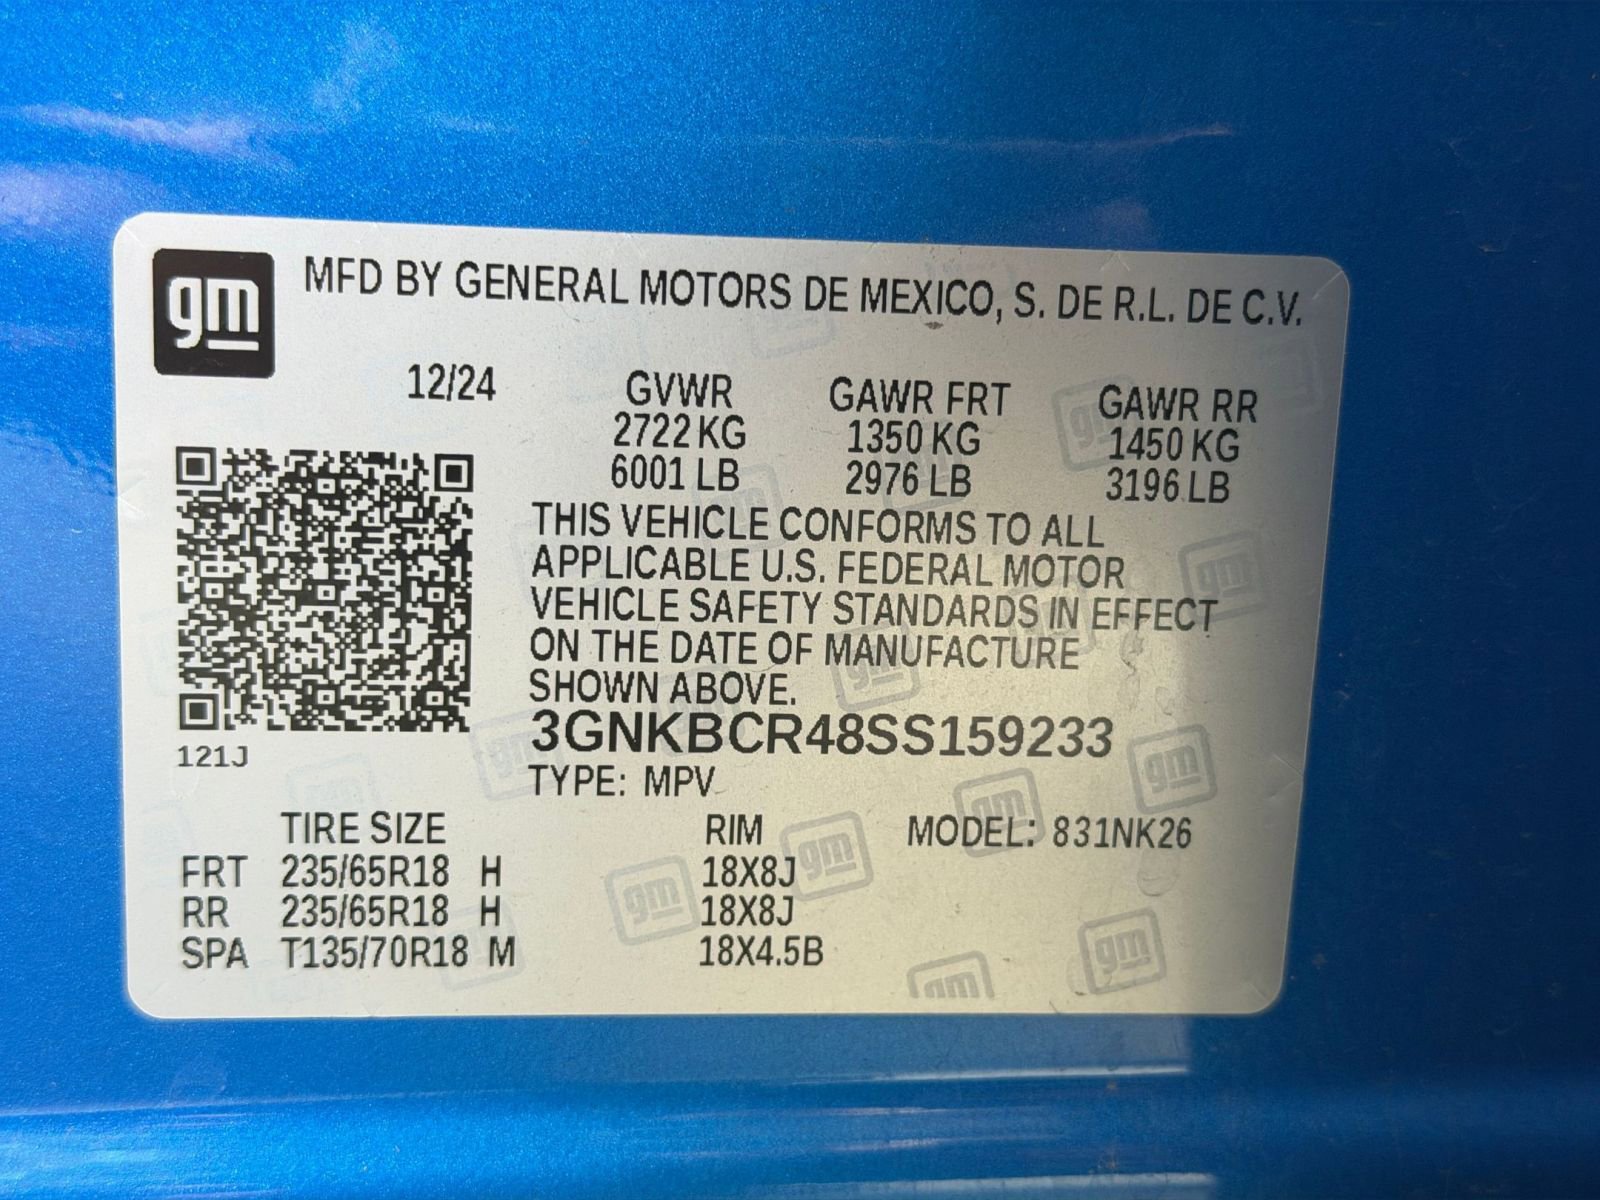 gm
MFD BY GENERAL MOTORS DE MEXICO, S. DE R.L. DE C.V.
12/24 GVWR GAWR FRT GAWR RR
2722 KG 1350 KG 1450 KG
6001 LB 2976 LB 3196 LB
THIS VEHICLE CONFORMS TO ALL
APPLICABLE U.S. FEDERAL MOTOR
VEHICLE SAFETY STANDARDS IN EFFECT
ON THE DATE OF MANUFACTURE
SHOWN ABOVE.
3GNKBCR48SS159233
121J
TYPE: MPV
TIRE SIZE RIM MODEL: 831NK26
FRT 235/65R18 H 18X8J
RR 235/65R18 H 18X8J
SPA T135/70R18 M 18X4.5B